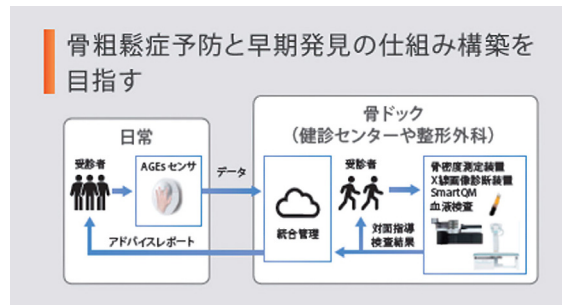 骨粗鬆症予防と早期発見の仕組み構築を
目指す
日常
受診者
AGEsセンサ
データ
アドバイスレポート
骨ドック
(健診センターや整形外科)
統合管理
受診者
骨密度測定装置
X線画像診断装置
SmartQM
血液検査
対面指導
検査結果